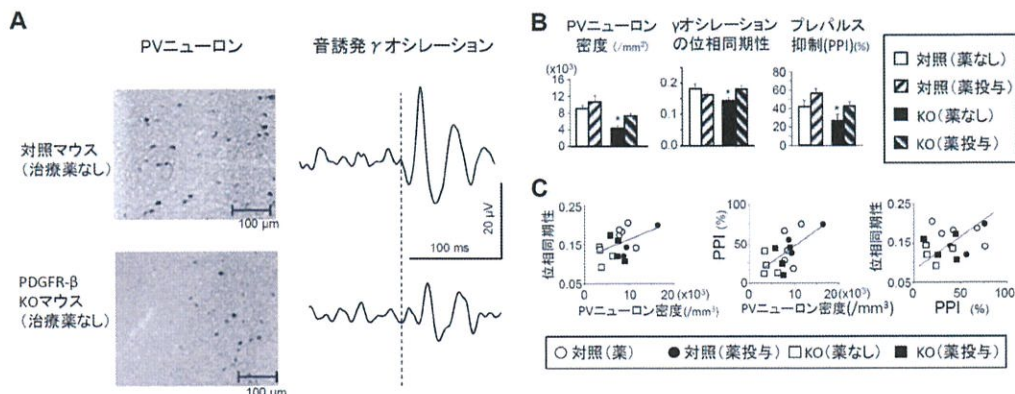 A
PVニューロン
音誘発γオシレーション
対照マウス
(治療薬なし)
100 μm
20 μV
100 ms
PDGFR-β
KOマウス
(治療薬なし)
100 μm
B
PVニューロン
密度 (/mm²)
γオシレーション
の位相同期性
プレパルス
抑制(PPI)(%)
(x10³)
16
12
8
4
0
*
0.2
0.1
0.0
*
80
60
40
20
0
*
対照(薬なし)
対照(薬投与)
KO(薬なし)
KO(薬投与)
C
位相同期性
0.25
0.15
0.05
0
10
20 (x10³)
PVニューロン密度(/mm³)
PPI (%)
100
50
0
0
10
20 (x10³)
PVニューロン密度(/mm³)
位相同期性
0.25
0.15
0.05
0
50
100
PPI (%)
対照(薬)
対照(薬投与)
KO(薬なし)
KO(薬投与)